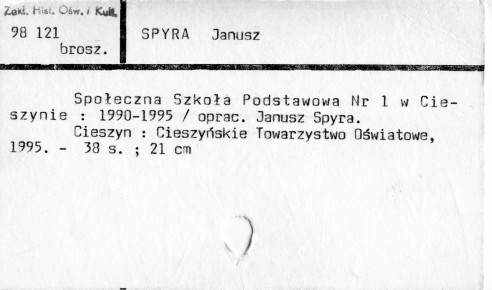 Zakł. Hist. Ośw. i Kult.
98 121
brosz.
SPYRA Janusz
Społeczna Szkoła Podstawowa Nr 1 w Cie-
szynie : 1990-1995 / oprac. Janusz Spyra.
Cieszyn : Cieszyńskie Towarzystwo Oświatowe,
1995. - 38 s. ; 21 cm